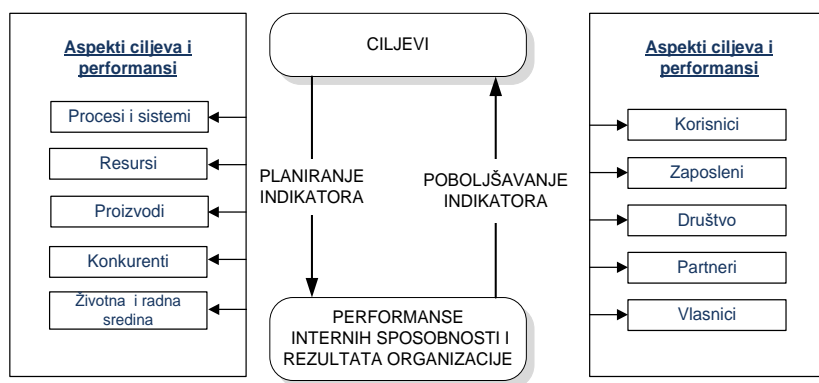 Aspekti ciljeva i
performansi
Procesi i sistemi
Resursi
Proizvodi
Konkurenti
Životna i radna
sredina
CILJEVI
PLANIRANJE
INDIKATORA
POBOLJŠAVANJE
INDIKATORA
PERFORMANSE
INTERNIH SPOSOBNOSTI I
REZULTATA ORGANIZACIJE
Aspekti ciljeva i
performansi
Korisnici
Zaposleni
Društvo
Partneri
Vlasnici